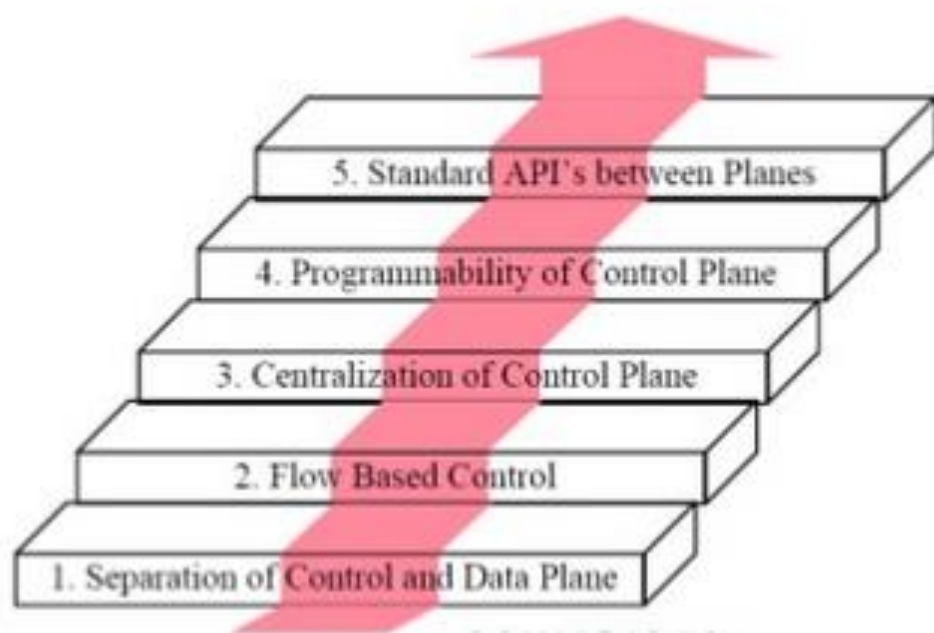 5. Standard API's between Planes
4. Programmability of Control Plane
3. Centralization of Control Plane
2. Flow Based Control
1. Separation of Control and Data Plane